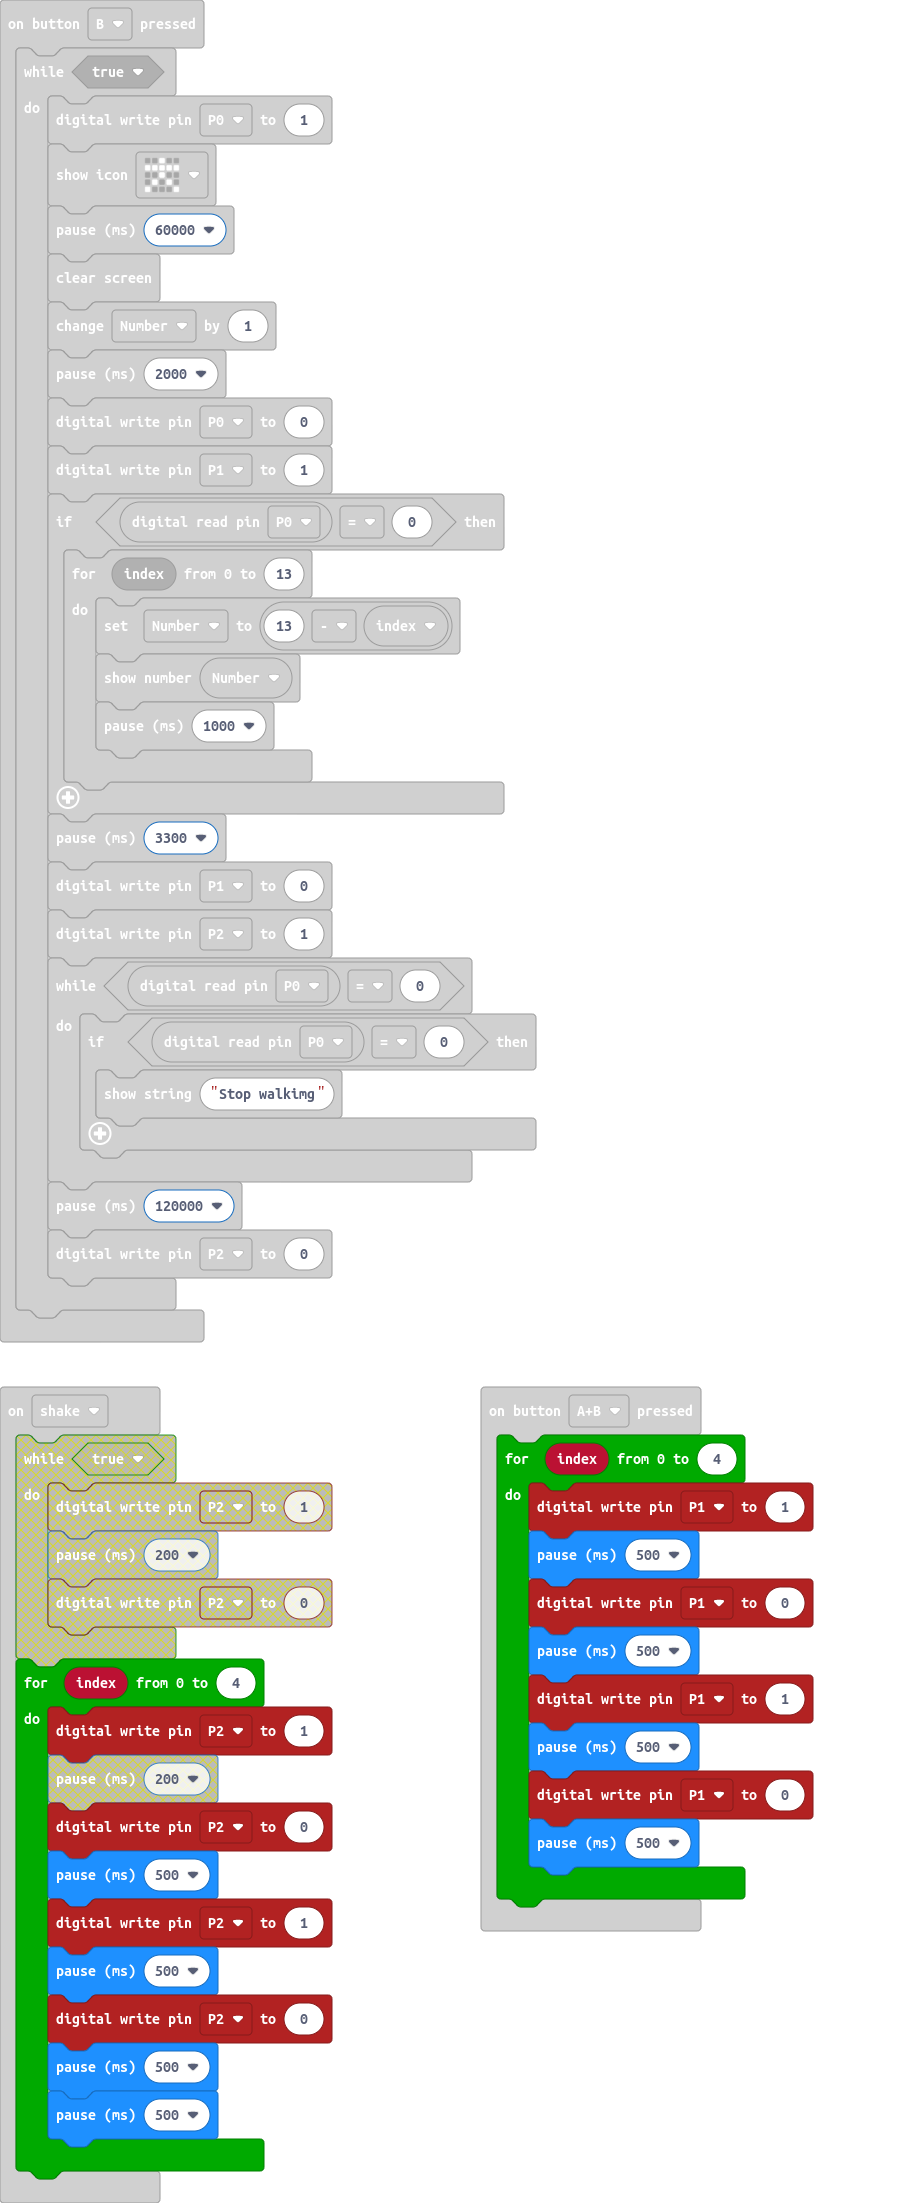 on button B pressed
while true
do
digital write pin P0 to 1
show icon
pause (ms) 60000
clear screen
change Number by 1
pause (ms) 2000
digital write pin P0 to 0
digital write pin P1 to 1
if digital read pin P0 = 0 then
for index from 0 to 13
do
set Number to 13 - index
show number Number
pause (ms) 1000
pause (ms) 3300
digital write pin P1 to 0
digital write pin P2 to 1
while digital read pin P0 = 0
do
if digital read pin P0 = 0 then
show string "Stop walkimg"
pause (ms) 120000
digital write pin P2 to 0
on shake
while true
do
digital write pin P2 to 1
pause (ms) 200
digital write pin P2 to 0
for index from 0 to 4
do
digital write pin P2 to 1
pause (ms) 200
digital write pin P2 to 0
pause (ms) 500
digital write pin P2 to 1
pause (ms) 500
digital write pin P2 to 0
pause (ms) 500
pause (ms) 500
on button A+B pressed
for index from 0 to 4
do
digital write pin P1 to 1
pause (ms) 500
digital write pin P1 to 0
pause (ms) 500
digital write pin P1 to 1
pause (ms) 500
digital write pin P1 to 0
pause (ms) 500